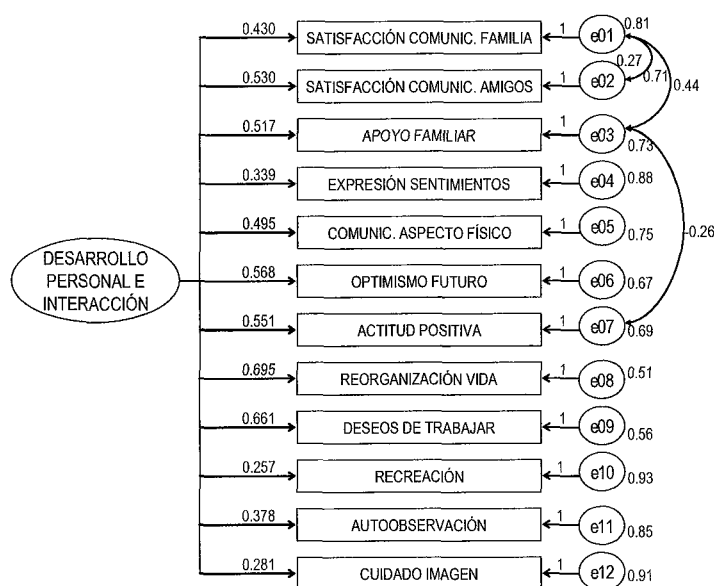 0.430 SATISFACCIÓN COMUNIC. FAMILIA 1 e01 0.81
0.27
0.530 SATISFACCIÓN COMUNIC. AMIGOS 1 e02 0.71
0.44
0.517 APOYO FAMILIAR 1 e03 0.73
0.339 EXPRESIÓN SENTIMIENTOS 1 e04 0.88
0.495 COMUNIC. ASPECTO FÍSICO 1 e05 0.75
-0.26
DESARROLLO
PERSONAL E
INTERACCIÓN
0.568 OPTIMISMO FUTURO 1 e06 0.67
0.551 ACTITUD POSITIVA 1 e07 0.69
0.695 REORGANIZACIÓN VIDA 1 e08 0.51
0.661 DESEOS DE TRABAJAR 1 e09 0.56
0.257 RECREACIÓN 1 e10 0.93
0.378 AUTOOBSERVACIÓN 1 e11 0.85
0.281 CUIDADO IMAGEN 1 e12 0.91